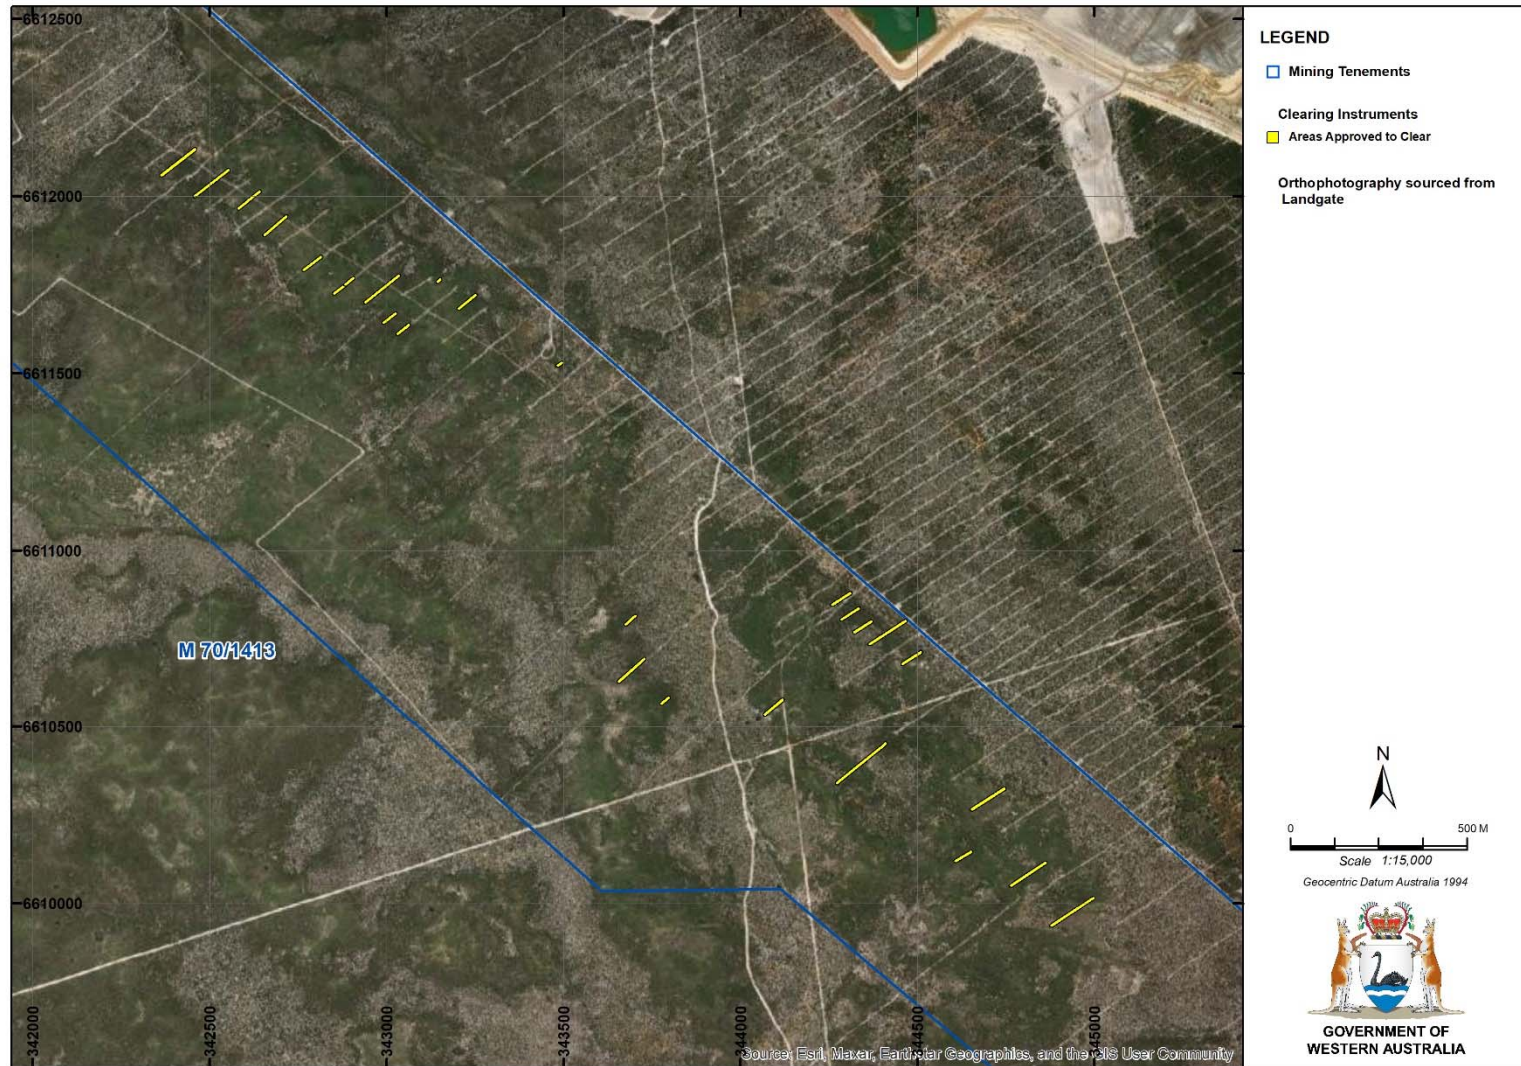 6612500
6612000
6611500
6611000
6610500
6610000
342000
342500
343000
343500
344000
344500
345000
M 70/1413
Source: Esri, Maxar, Earthstar Geographics, and the GIS User Community
LEGEND
Mining Tenements
Clearing Instruments
Areas Approved to Clear
Orthophotography sourced from
Landgate
N
0 500 M
Scale 1:15,000
Geocentric Datum Australia 1994
GOVERNMENT OF
WESTERN AUSTRALIA